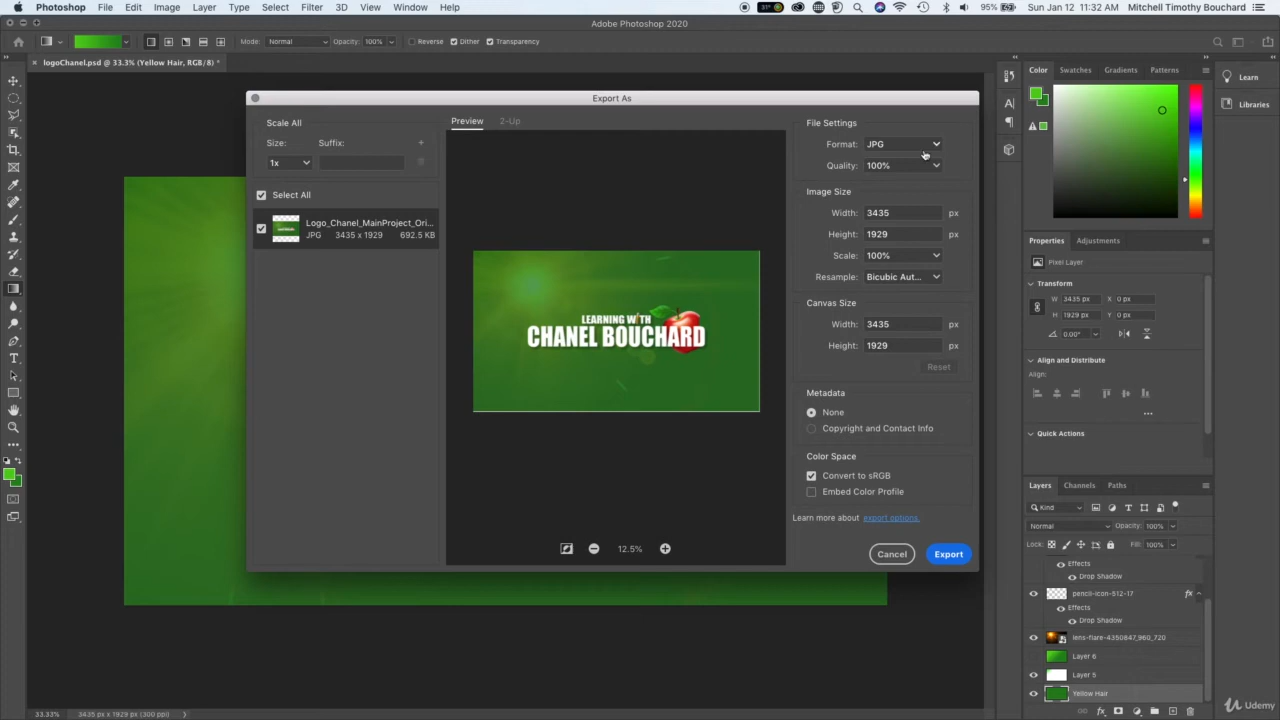 Photoshop File Edit Image Layer Type Select Filter 3D View Window Help 31° 95% Sun Jan 12 11:32 AM Mitchell Timothy Bouchard
Adobe Photoshop 2020
Mode: Normal Opacity: 100% Reverse Dither Transparency
logoChanel.psd @ 33.3% (Yellow Hair, RGB/8) *
Color Swatches Gradients Patterns
Learn
Libraries
Export As
Scale All
Size: Suffix:
1x
Select All
Logo_Chanel_MainProject_Ori...
JPG 3435 x 1929 692.5 KB
Preview 2-Up
LEARNING WITH
CHANEL BOUCHARD
12.5%
File Settings
Format: JPG
Quality: 100%
Image Size
Width: 3435 px
Height: 1929 px
Scale: 100%
Resample: Bicubic Aut...
Canvas Size
Width: 3435 px
Height: 1929 px
Reset
Metadata
None
Copyright and Contact Info
Color Space
Convert to sRGB
Embed Color Profile
Learn more about export options.
Cancel Export
Properties Adjustments
Pixel Layer
Transform
W 3435 px X 0 px
H 1929 px Y 0 px
0.00°
Align and Distribute
Align:
Quick Actions
Layers Channels Paths
Kind
Normal Opacity: 100%
Lock: Fill: 100%
Effects
Drop Shadow
pencil-icon-512-17 fx
Effects
Drop Shadow
lens-flare-4350847_960_720
Layer 6
Layer 5
Yellow Hair
33.33% 3435 px x 1929 px (300 ppi)
Udemy